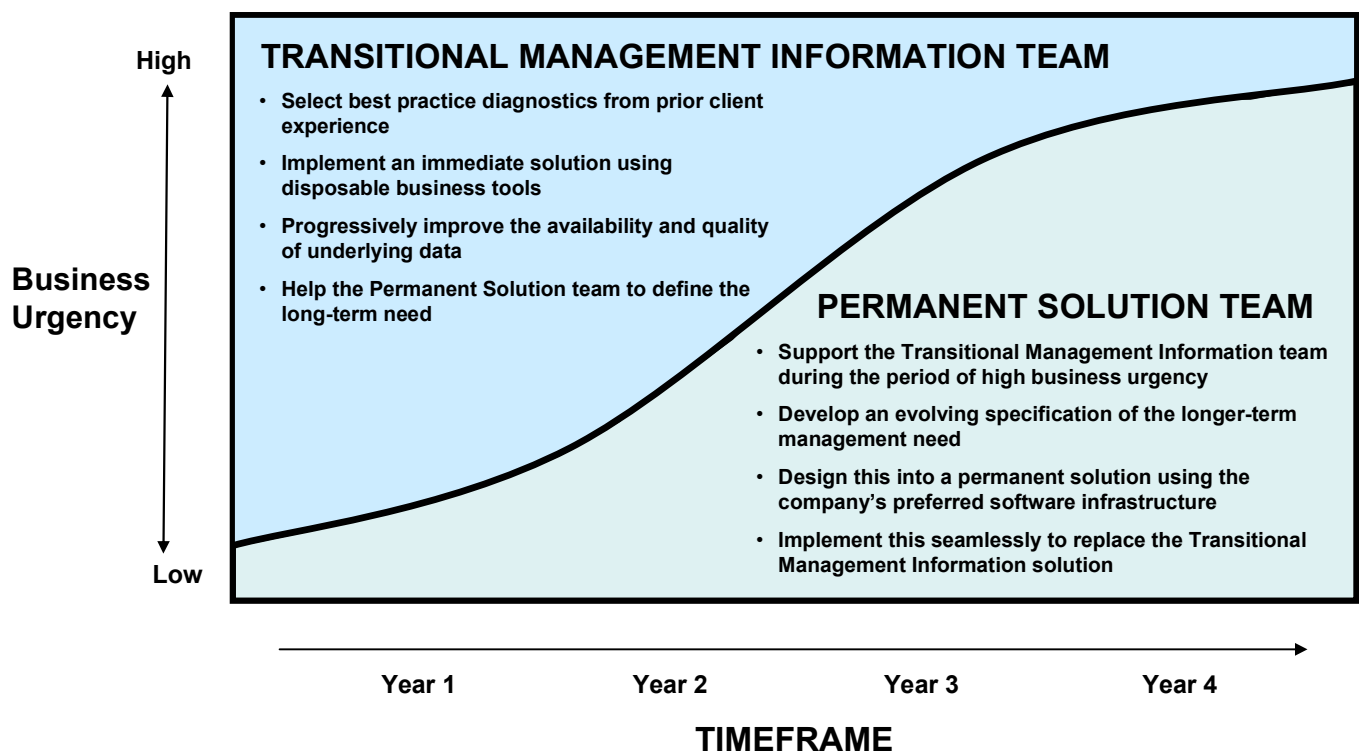 High
Business
Urgency
Low
TRANSITIONAL MANAGEMENT INFORMATION TEAM
• Select best practice diagnostics from prior client
experience
• Implement an immediate solution using
disposable business tools
• Progressively improve the availability and quality
of underlying data
• Help the Permanent Solution team to define the
long-term need
PERMANENT SOLUTION TEAM
• Support the Transitional Management Information team
during the period of high business urgency
• Develop an evolving specification of the longer-term
management need
• Design this into a permanent solution using the
company’s preferred software infrastructure
• Implement this seamlessly to replace the Transitional
Management Information solution
Year 1 Year 2 Year 3 Year 4
TIMEFRAME